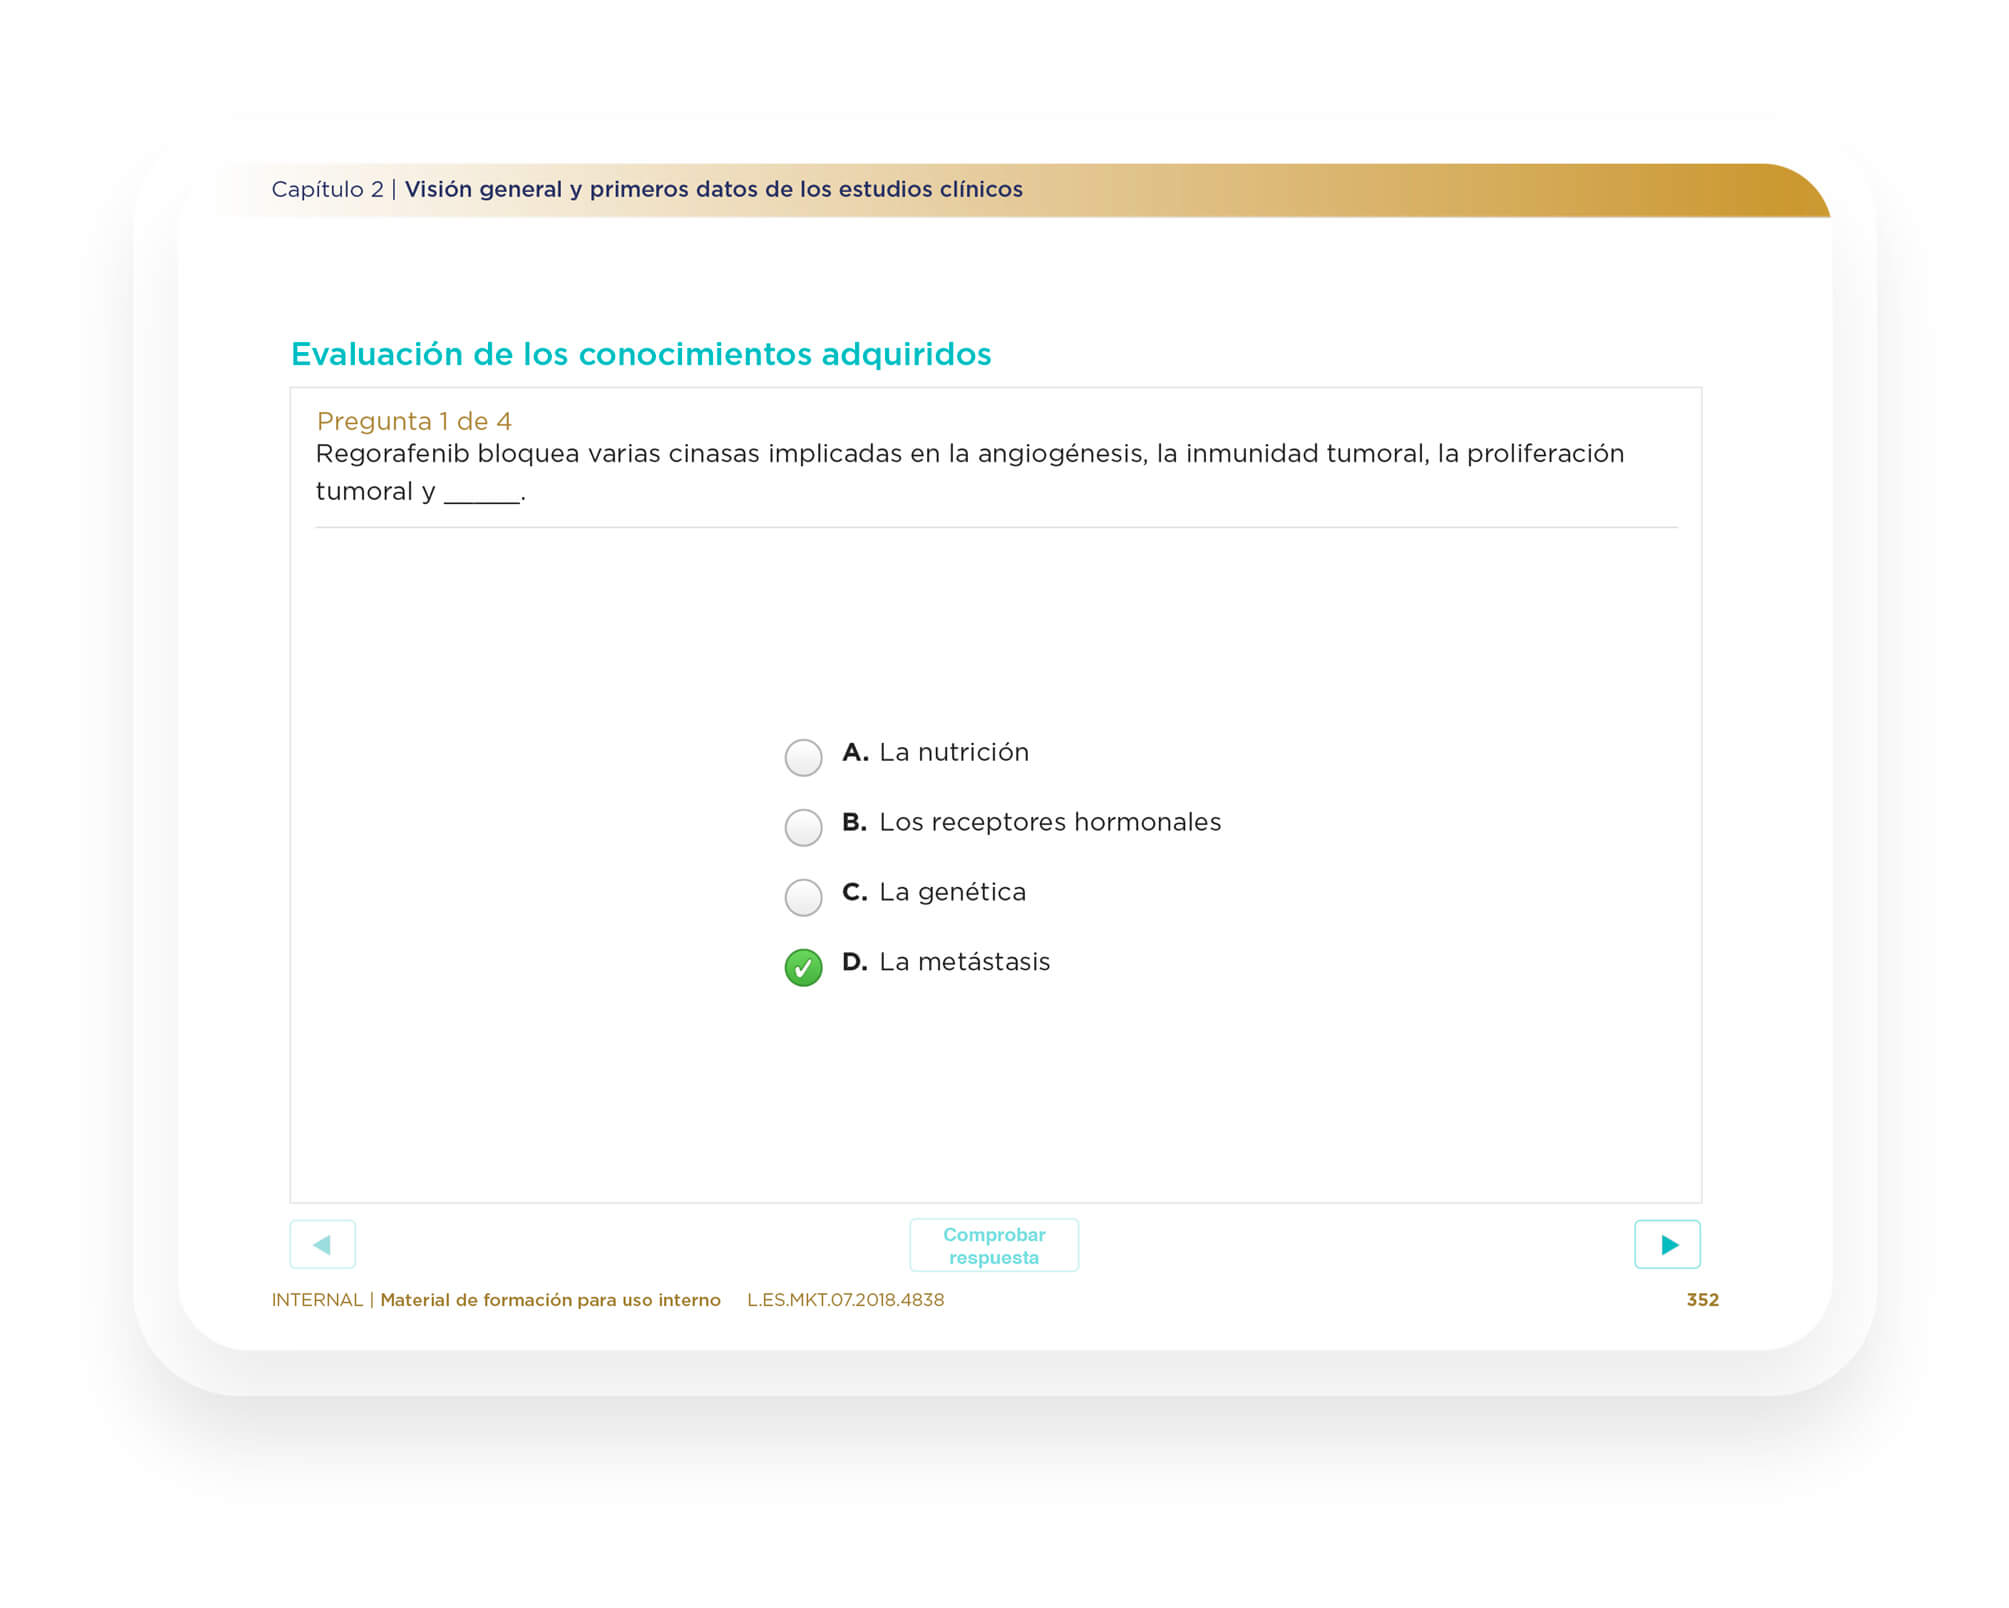 Capítulo 2 | Visión general y primeros datos de los estudios clínicos
Evaluación de los conocimientos adquiridos
Pregunta 1 de 4
Regorafenib bloquea varias cinasas implicadas en la angiogénesis, la inmunidad tumoral, la proliferación
tumoral y _____.
A. La nutrición
B. Los receptores hormonales
C. La genética
D. La metástasis
Comprobar
respuesta
INTERNAL | Material de formación para uso interno L.ES.MKT.07.2018.4838
352